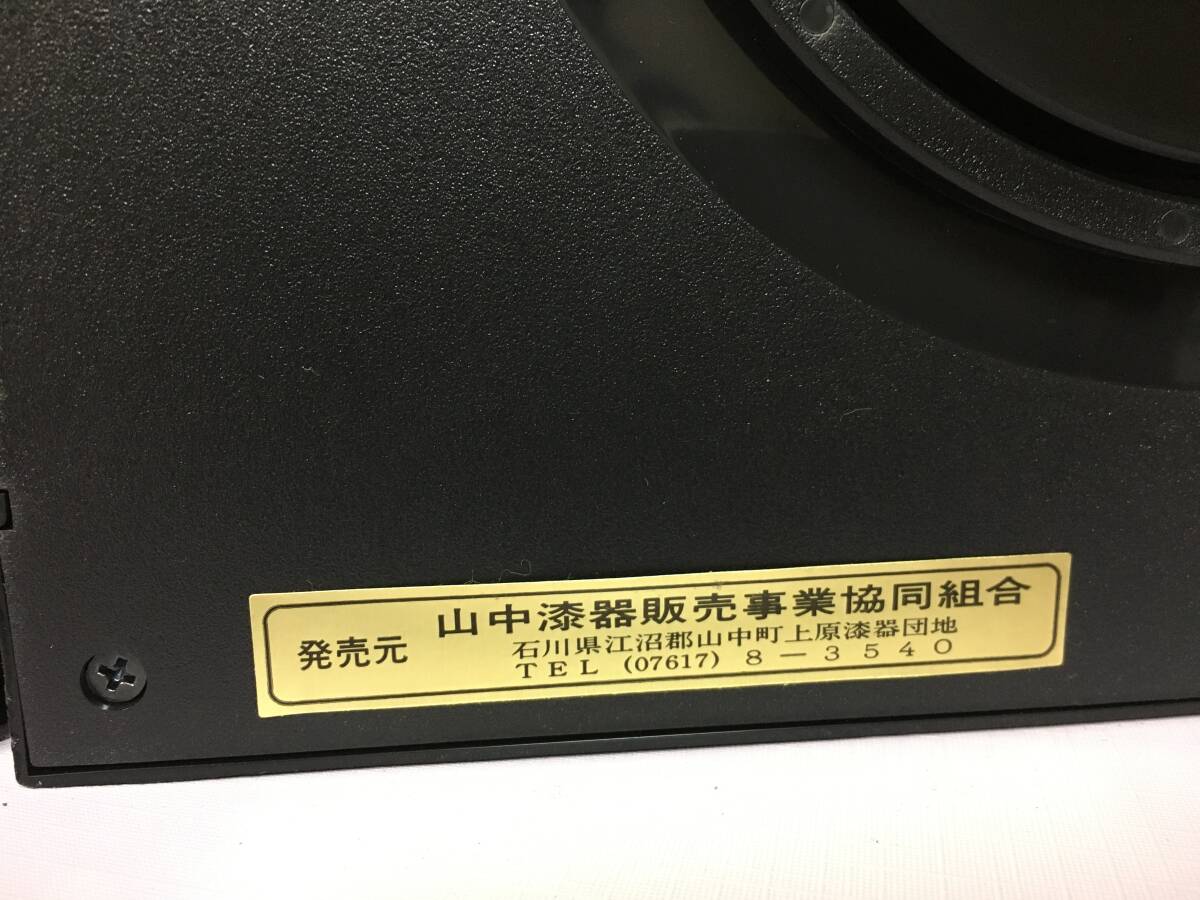 発売元
山中漆器販売事業協同組合
石川県江沼郡山中町上原漆器団地
TEL (07617) 8-3540